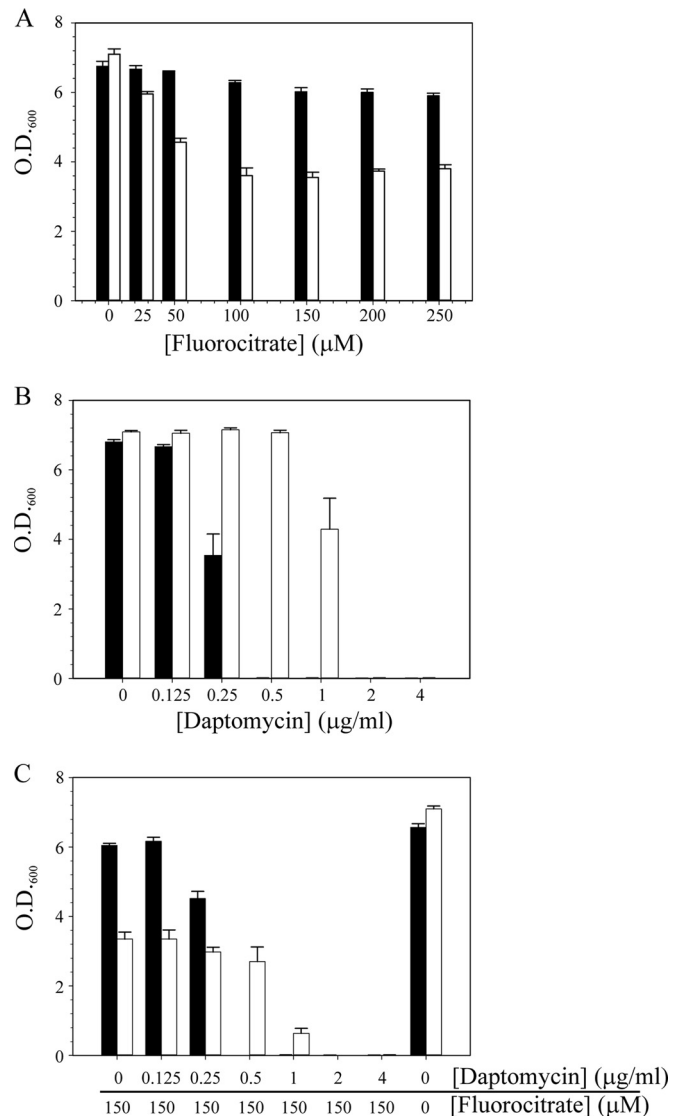 A
8
6
4
2
0
O.D.600
0 25 50 100 150 200 250
[Fluorocitrate] (μM)
B
8
6
4
2
0
O.D.600
0 0.125 0.25 0.5 1 2 4
[Daptomycin] (μg/ml)
C
8
6
4
2
0
O.D.600
0 0.125 0.25 0.5 1 2 4 0 [Daptomycin] (μg/ml)
150 150 150 150 150 150 150 0 [Fluorocitrate] (μM)